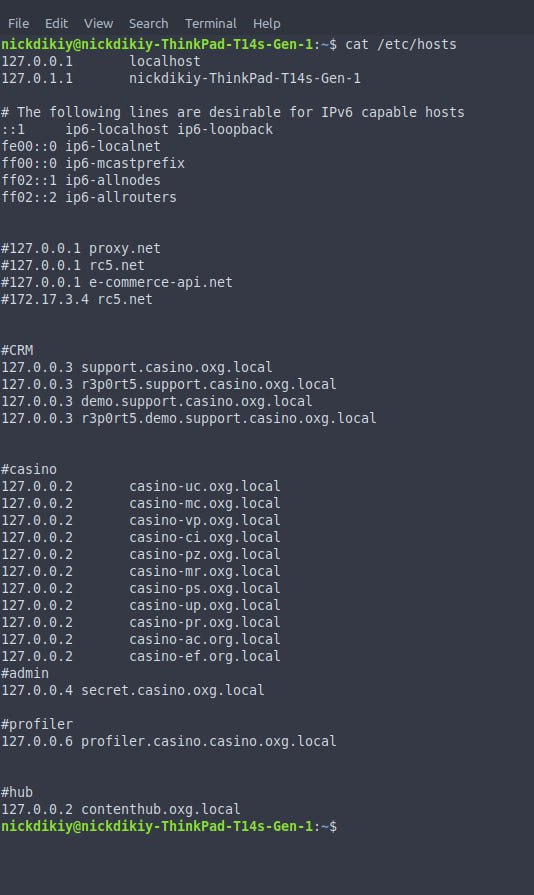 File Edit View Search Terminal Help
nickdikiy@nickdikiy-ThinkPad-T14s-Gen-1:~$ cat /etc/hosts
127.0.0.1 localhost
127.0.1.1 nickdikiy-ThinkPad-T14s-Gen-1
# The following lines are desirable for IPv6 capable hosts
::1 ip6-localhost ip6-loopback
fe00::0 ip6-localnet
ff00::0 ip6-mcastprefix
ff02::1 ip6-allnodes
ff02::2 ip6-allrouters
#127.0.0.1 proxy.net
#127.0.0.1 rc5.net
#127.0.0.1 e-commerce-api.net
#172.17.3.4 rc5.net
#CRM
127.0.0.3 support.casino.oxg.local
127.0.0.3 r3p0rt5.support.casino.oxg.local
127.0.0.3 demo.support.casino.oxg.local
127.0.0.3 r3p0rt5.demo.support.casino.oxg.local
#casino
127.0.0.2 casino-uc.oxg.local
127.0.0.2 casino-mc.oxg.local
127.0.0.2 casino-vp.oxg.local
127.0.0.2 casino-ci.oxg.local
127.0.0.2 casino-pz.oxg.local
127.0.0.2 casino-mr.oxg.local
127.0.0.2 casino-ps.oxg.local
127.0.0.2 casino-up.oxg.local
127.0.0.2 casino-pr.oxg.local
127.0.0.2 casino-ac.org.local
127.0.0.2 casino-ef.org.local
#admin
127.0.0.4 secret.casino.oxg.local
#profiler
127.0.0.6 profiler.casino.casino.oxg.local
#hub
127.0.0.2 contenthub.oxg.local
nickdikiy@nickdikiy-ThinkPad-T14s-Gen-1:~$